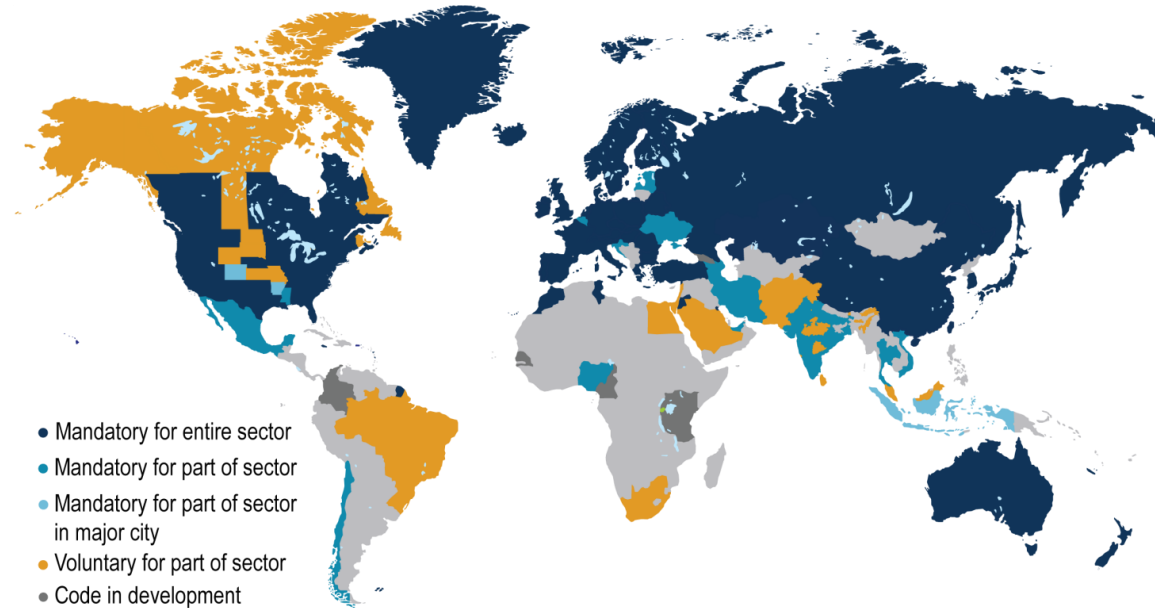 Mandatory for entire sector
Mandatory for part of sector
Mandatory for part of sector
in major city
Voluntary for part of sector
Code in development